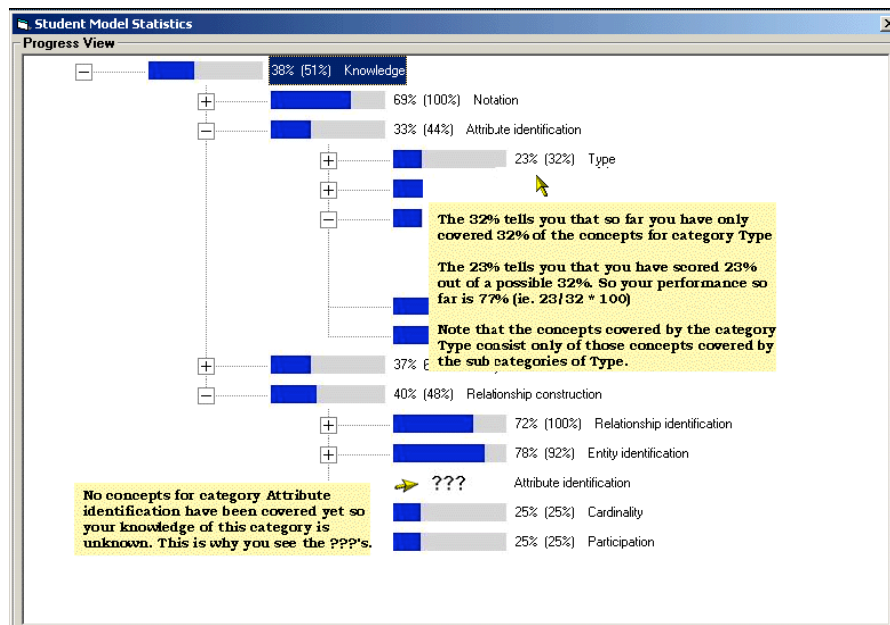 Student Model Statistics
Progress View
38% (51%) Knowledge
69% (100%) Notation
33% (44%) Attribute identification
23% (32%) Type
The 32% tells you that so far you have only
covered 32% of the concepts for category Type
The 23% tells you that you have scored 23%
out of a possible 32%. So your performance so
far is 77% (ie. 23/32 * 100)
Note that the concepts covered by the category
Type consist only of those concepts covered by
the sub categories of Type.
37%
40% (48%) Relationship construction
72% (100%) Relationship identification
78% (92%) Entity identification
??? Attribute identification
No concepts for category Attribute
identification have been covered yet so
your knowledge of this category is
unknown. This is why you see the ???'s.
25% (25%) Cardinality
25% (25%) Participation